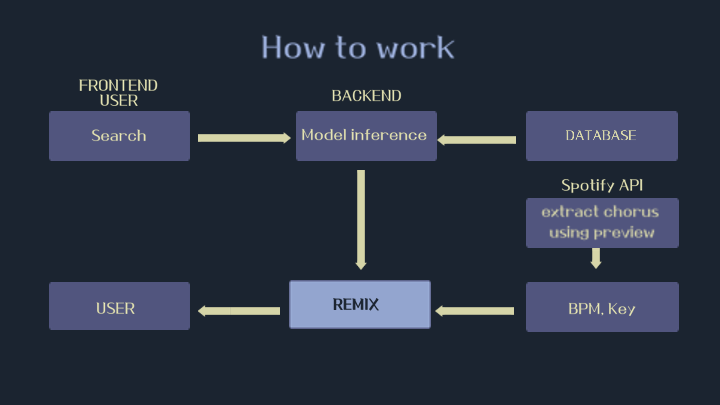 How to work
FRONTEND
USER
BACKEND
Search
Model inference
DATABASE
Spotify API
extract chorus
using preview
USER
REMIX
BPM, Key